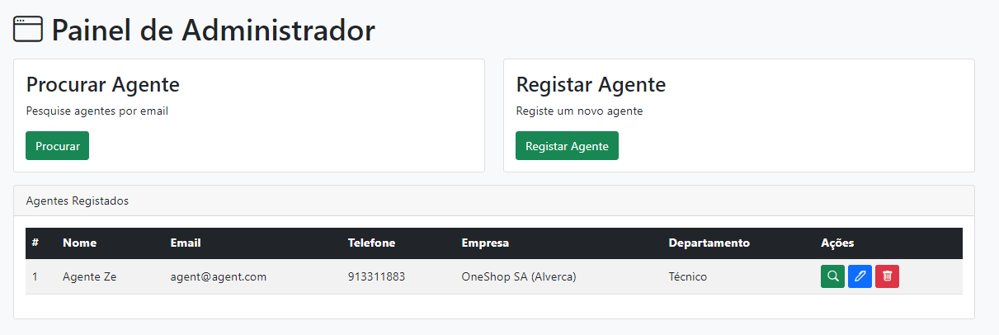 Painel de Administrador
Procurar Agente
Pesquise agentes por email
Procurar
Registar Agente
Registe um novo agente
Registar Agente
Agentes Registados
# Nome Email Telefone Empresa Departamento Ações
1 Agente Ze agent@agent.com 913311883 OneShop SA (Alverca) Técnico